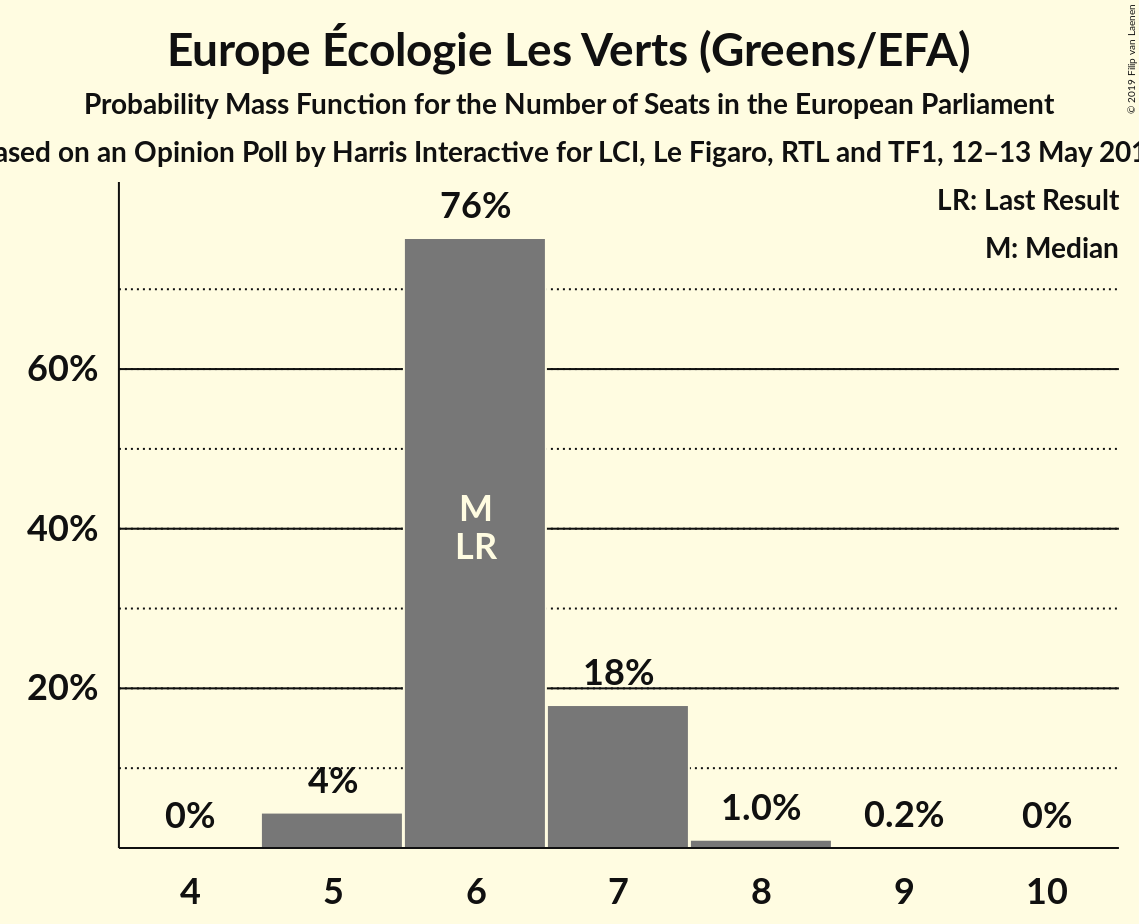 Europe Écologie Les Verts (Greens/EFA)
Probability Mass Function for the Number of Seats in the European Parliament
on an Opinion Poll by Harris Interactive for LCI, Le Figaro, RTL and TF1, 12–13 May
© 2019 Filip van Laenen
LR: Last Result
M: Median
76%
60%
M
40%
LR
18%
20%
4%
0%
1.0%
0.2%
0%
4 5 6 7 8 9 10